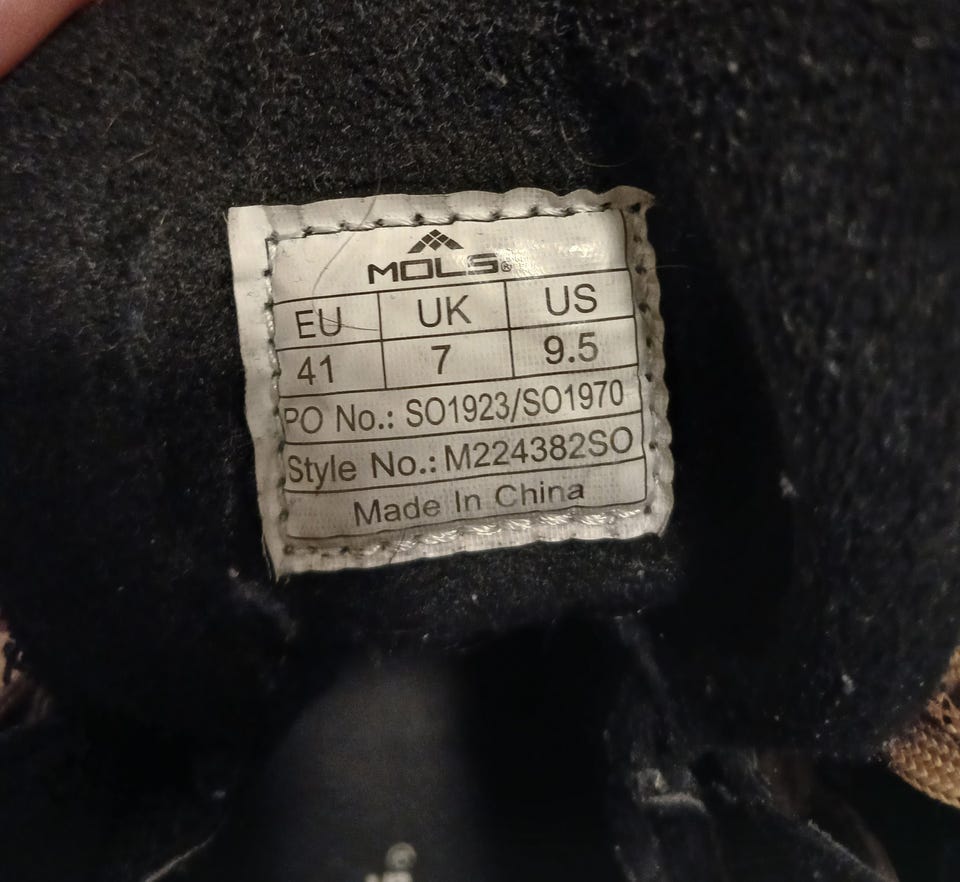 MOLS®
EU UK US
41 7 9.5
PO No.: SO1923/SO1970
Style No.: M224382SO
Made In China